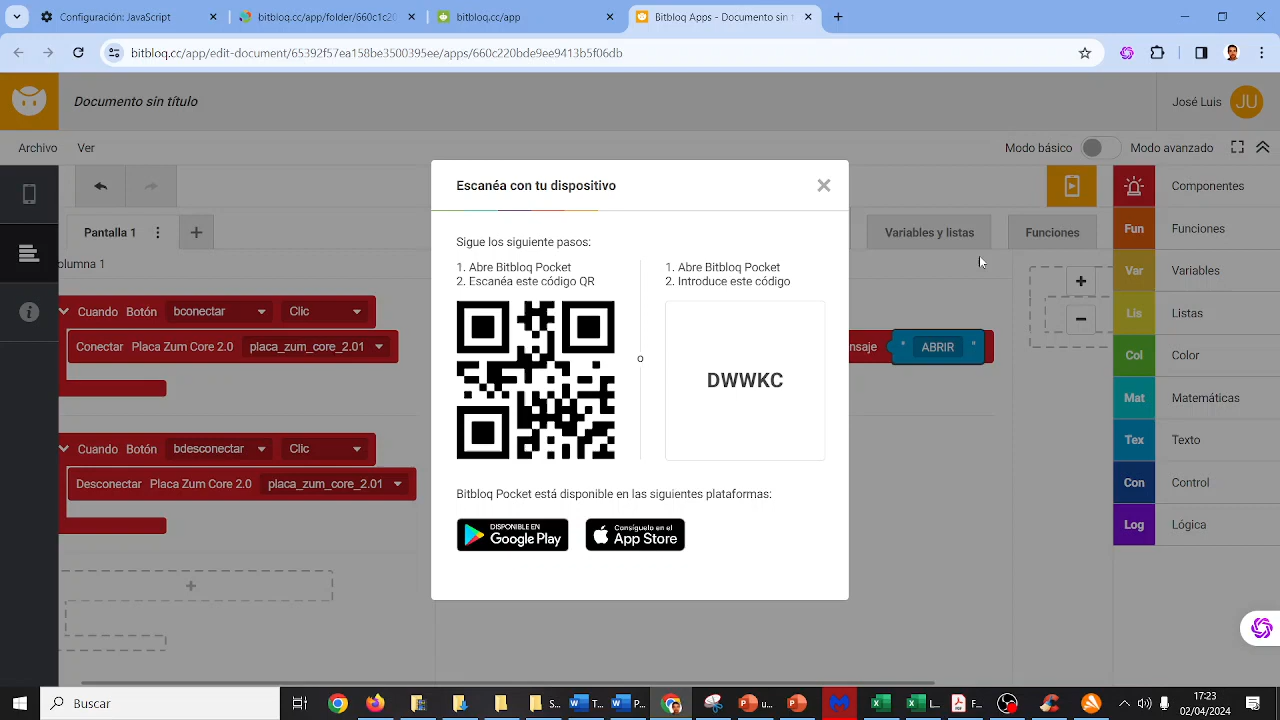 Configuración JavaScript
bitbloq.cc/app/folder/660c1c20
bitbloq.cc/app
Bitbloq Apps - Documento sin t
bitbloq.cc/app/edit-document/65392f57ea158be3500395ee/apps/660c220bde9ee9413b5f06db
Documento sin título
José Luis
JU
Archivo
Ver
Modo básico
Modo avanzado
Componentes
Pantalla 1
Variables y listas
Funciones
Fun Funciones
olumna 1
Var Variables
Cuando Botón bconectar Clic
Lis Listas
Conectar Placa Zum Core 2.0 placa_zum_core_2.01
nsaje " ABRIR "
Col Color
Mat Matemáticas
Cuando Botón bdesconectar Clic
Tex Texto
Desconectar Placa Zum Core 2.0 placa_zum_core_2.01
Con Control
Log Lógica
Escanéa con tu dispositivo
Sigue los siguiente pasos:
1. Abre Bitbloq Pocket
2. Escanéa este código QR
o
1. Abre Bitbloq Pocket
2. Introduce este código
DWWKC
Bitbloq Pocket está disponible en las siguientes plataformas:
DISPONIBLE EN
Google Play
Consíguelo en el
App Store
Buscar
S...
W P...
u...
L...
F...
17:23
02/04/2024